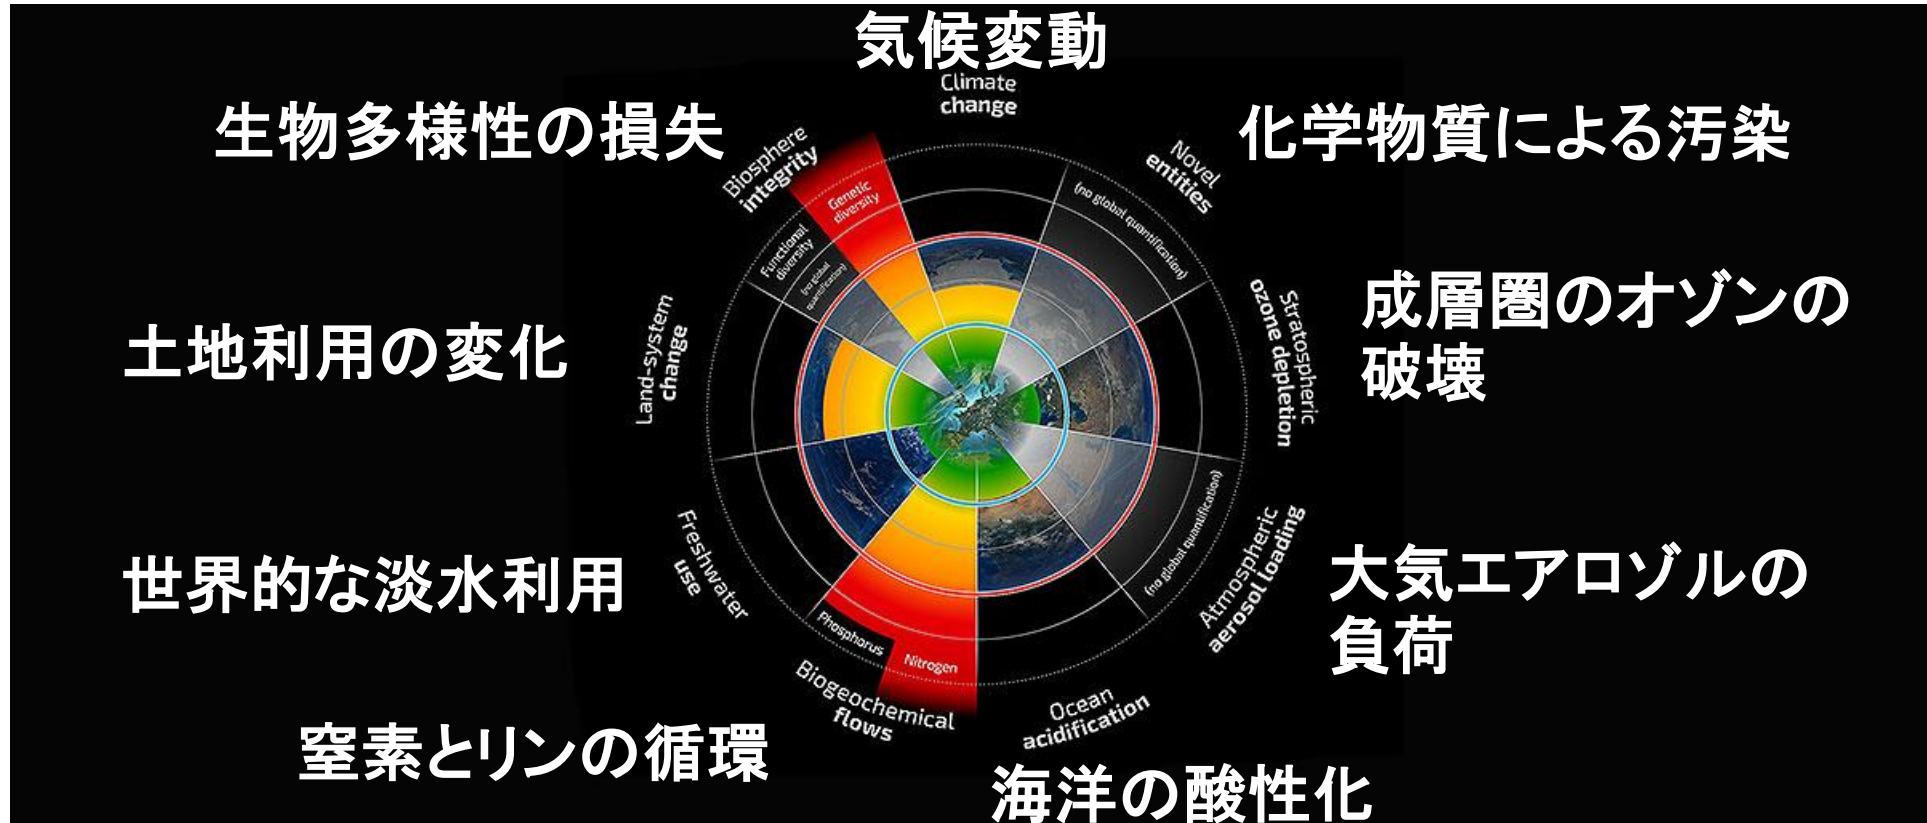 気候変動
Climate
change
生物多様性の損失
Biosphere
integrity
Genetic
diversity
Functional
diversity
(no global
quantification)
化学物質による汚染
Novel
entities
(no global quantification)
成層圏のオゾンの
破壊
Stratospheric
ozone depletion
土地利用の変化
Land-system
change
世界的な淡水利用
Freshwater
use
大気エアロゾルの
負荷
Atmospheric
aerosol loading
(no global quantification)
窒素とリンの循環
Phosphorus
Nitrogen
Biogeochemical
flows
Ocean
acidification
海洋の酸性化